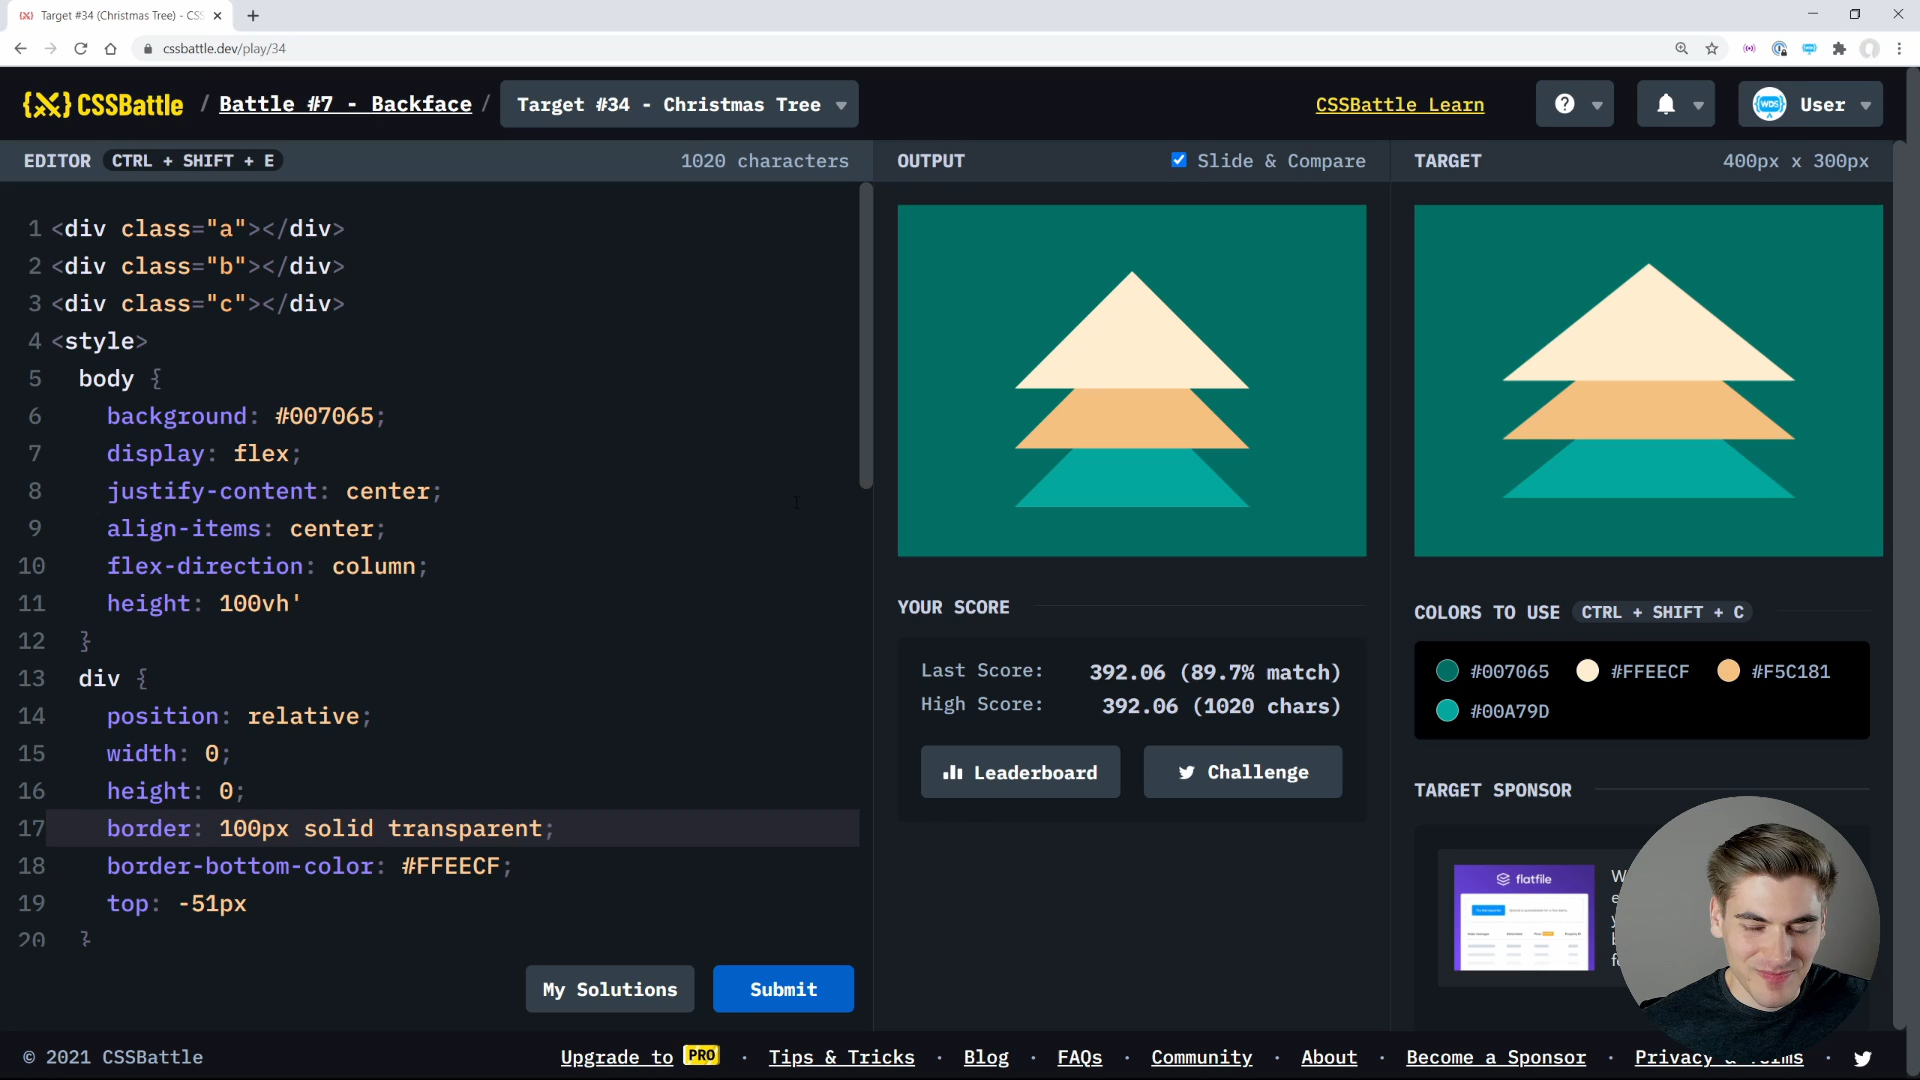 Target #34 (Christmas Tree) - CSS
cssbattle.dev/play/34
CSSBattle / Battle #7 - Backface / Target #34 - Christmas Tree
CSSBattle Learn
? 
WDS User
EDITOR CTRL + SHIFT + E 1020 characters
OUTPUT Slide & Compare
TARGET 400px x 300px
1 <div class="a"></div>
2 <div class="b"></div>
3 <div class="c"></div>
4 <style>
5 body {
6 background: #007065;
7 display: flex;
8 justify-content: center;
9 align-items: center;
10 flex-direction: column;
11 height: 100vh'
12 }
13 div {
14 position: relative;
15 width: 0;
16 height: 0;
17 border: 100px solid transparent;
18 border-bottom-color: #FFEECF;
19 top: -51px
20 }
My Solutions
Submit
YOUR SCORE
Last Score: 392.06 (89.7% match)
High Score: 392.06 (1020 chars)
Leaderboard
Challenge
COLORS TO USE CTRL + SHIFT + C
#007065 #FFEECF #F5C181
#00A79D
TARGET SPONSOR
flatfile
© 2021 CSSBattle
Upgrade to PRO · Tips & Tricks · Blog · FAQs · Community · About · Become a Sponsor · Privacy